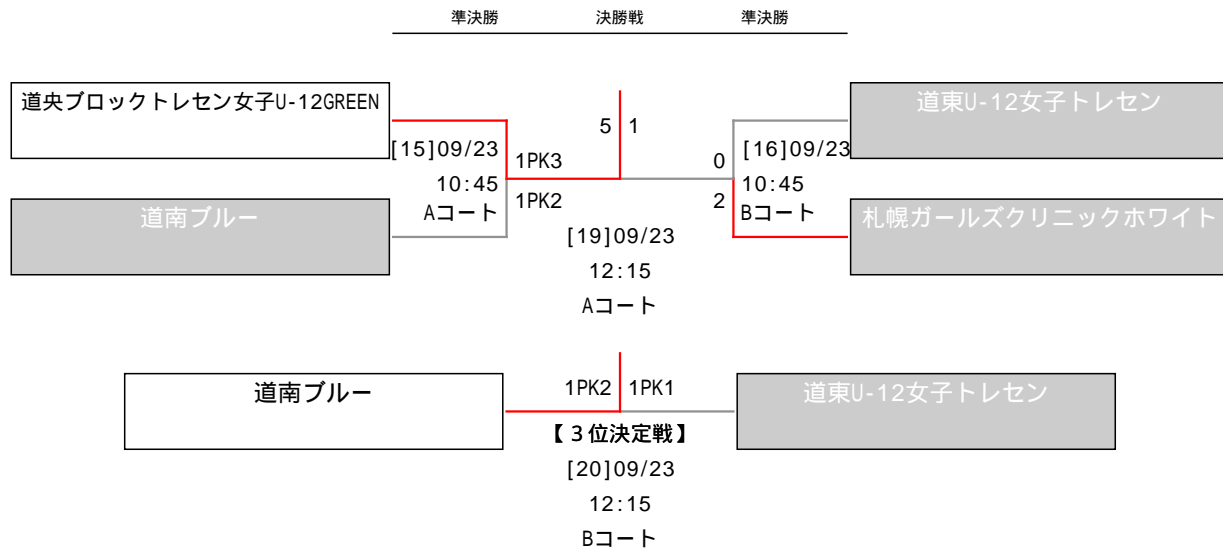 準決勝 決勝戦 準決勝
道央ブロックトレセン女子U-12GREEN
道東U-12女子トレセン
5 1
[15]09/23
1PK3
0
[16]09/23
10:45
1PK2
2
10:45
Aコート
Bコート
道南ブルー
札幌ガールズクリニックホワイト
[19]09/23
12:15
Aコート
道南ブルー
1PK2 1PK1
道東U-12女子トレセン
【３位決定戦】
[20]09/23
12:15
Bコート